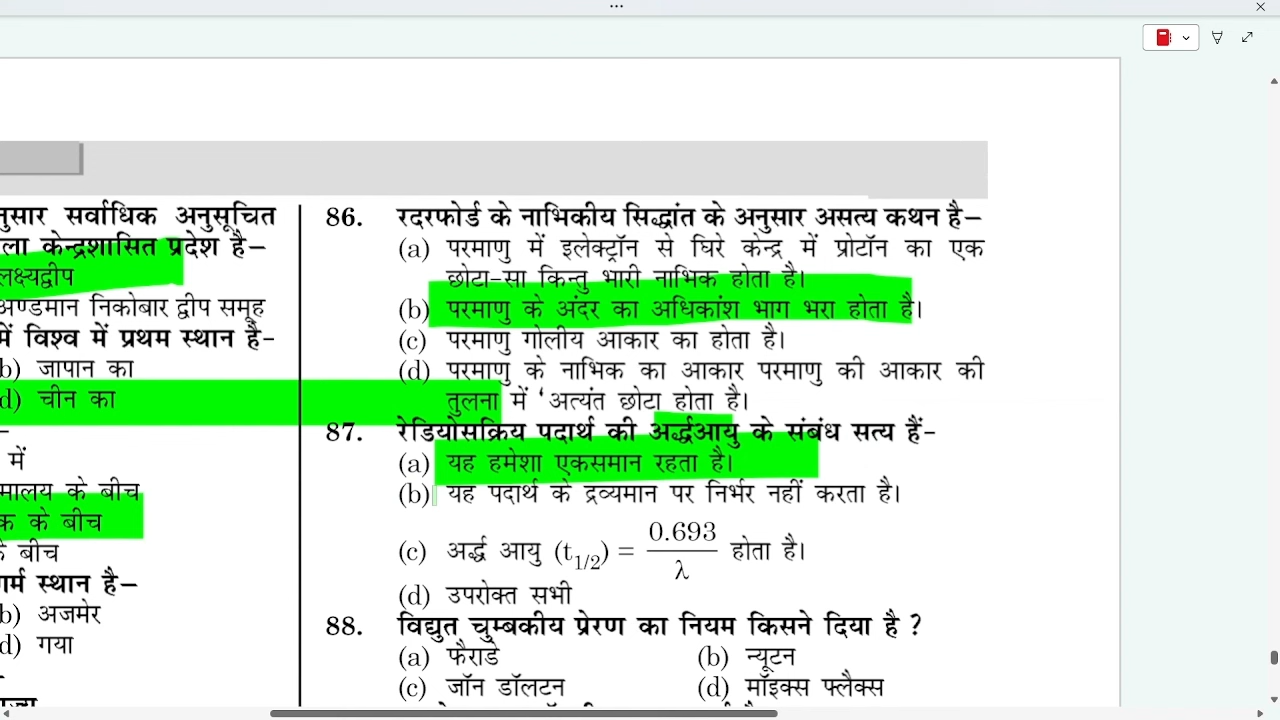 सार सर्वाधिक अनुसूचित
ला केन्द्रशासित प्रदेश है–
लक्ष्यद्वीप
अण्डमान निकोबार द्वीप समूह
में विश्व में प्रथम स्थान है-
b) जापान का
d) चीन का
में
मालय के बीच
क के बीच
के बीच
गर्म स्थान है–
b) अजमेर
d) गया
86. रदरफोर्ड के नाभिकीय सिद्धांत के अनुसार असत्य कथन है–
(a) परमाणु में इलेक्ट्रॉन से घिरे केन्द्र में प्रोटॉन का एक
छोटा-सा किन्तु भारी नाभिक होता है।
(b) परमाणु के अंदर का अधिकांश भाग भरा होता है।
(c) परमाणु गोलीय आकार का होता है।
(d) परमाणु के नाभिक का आकार परमाणु की आकार की
तुलना में ‘अत्यंत छोटा होता है।
87. रेडियोसक्रिय पदार्थ की अर्द्धआयु के संबंध सत्य हैं-
(a) यह हमेशा एकसमान रहता है।
(b) यह पदार्थ के द्रव्यमान पर निर्भर नहीं करता है।
(c) अर्द्ध आयु (t1/2) = 0.693/λ होता है।
(d) उपरोक्त सभी
88. विद्युत चुम्बकीय प्रेरण का नियम किसने दिया है ?
(a) फैराडे (b) न्यूटन
(c) जॉन डॉलटन (d) मॉइक्स फ्लैक्स